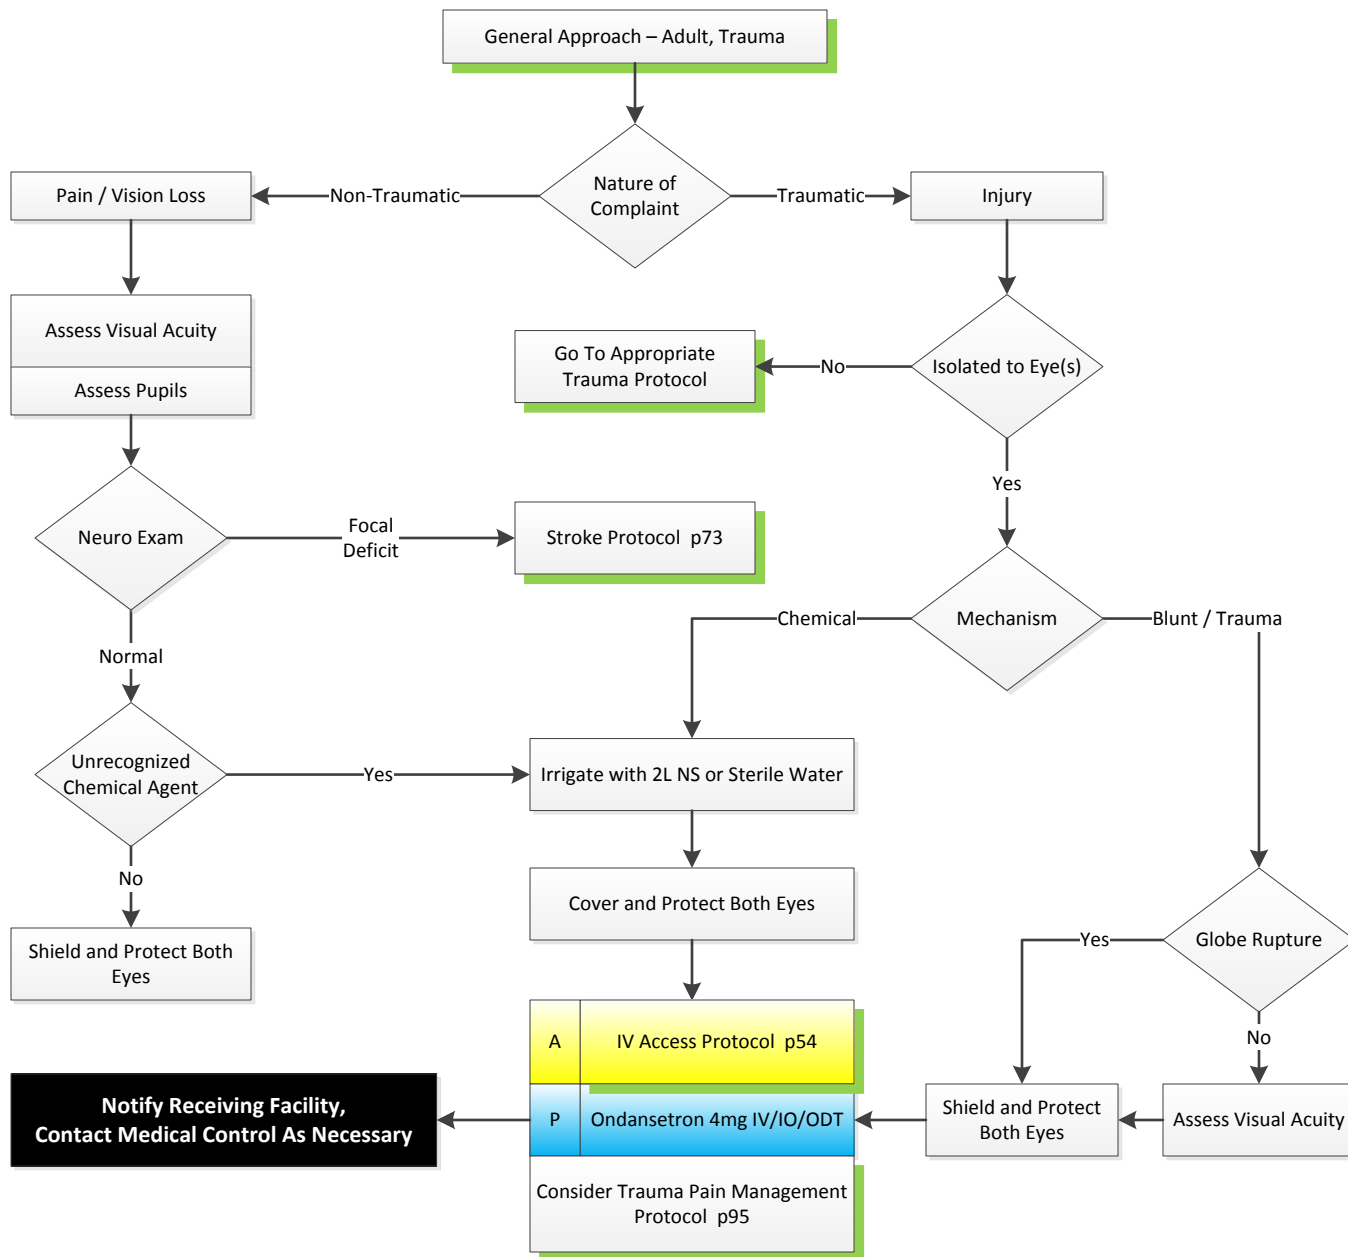 General Approach – Adult, Trauma
Nature of
Complaint
Non-Traumatic
Traumatic
Pain / Vision Loss
Injury
Assess Visual Acuity
Assess Pupils
Go To Appropriate
Trauma Protocol
No
Isolated to Eye(s)
Yes
Neuro Exam
Focal
Deficit
Stroke Protocol  p73
Normal
Chemical
Mechanism
Blunt / Trauma
Unrecognized
Chemical Agent
Yes
Irrigate with 2L NS or Sterile Water
No
Cover and Protect Both Eyes
Shield and Protect Both
Eyes
Yes
Globe Rupture
No
A
IV Access Protocol  p54
P
Ondansetron 4mg IV/IO/ODT
Consider Trauma Pain Management
Protocol  p95
Shield and Protect
Both Eyes
Assess Visual Acuity
Notify Receiving Facility,
Contact Medical Control As Necessary